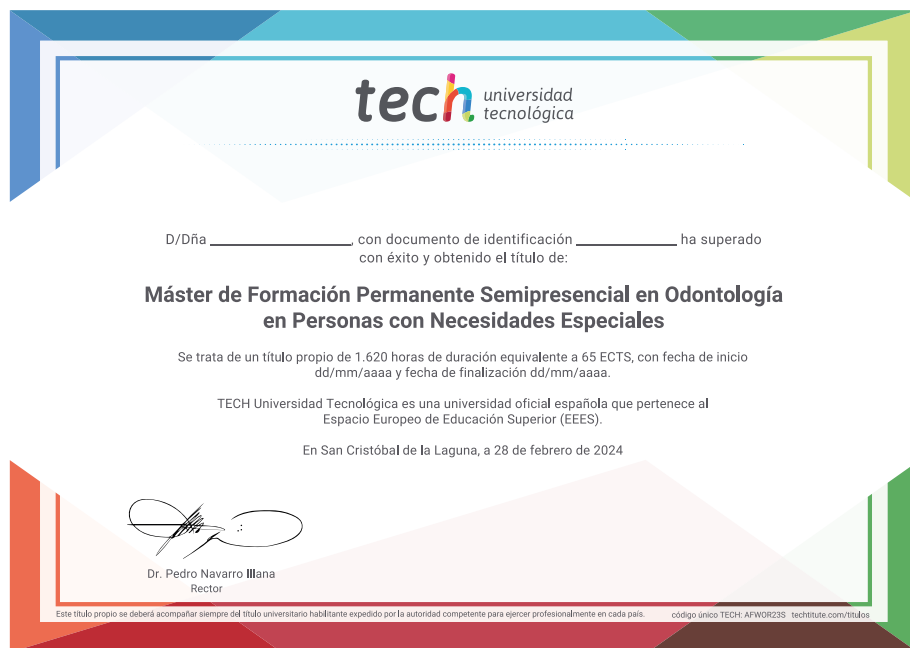 tech universidad
tecnológica
D/Dña ______________, con documento de identificación __________ ha superado
con éxito y obtenido el título de:
Máster de Formación Permanente Semipresencial en Odontología
en Personas con Necesidades Especiales
Se trata de un título propio de 1.620 horas de duración equivalente a 65 ECTS, con fecha de inicio
dd/mm/aaaa y fecha de finalización dd/mm/aaaa.
TECH Universidad Tecnológica es una universidad oficial española que pertenece al
Espacio Europeo de Educación Superior (EEES).
En San Cristóbal de la Laguna, a 28 de febrero de 2024
Dr. Pedro Navarro Illana
Rector
Este título propio se deberá acompañar siempre del título universitario habilitante expedido por la autoridad competente para ejercer profesionalmente en cada país. código único TECH: AFWOR23S techtitute.com/titulos